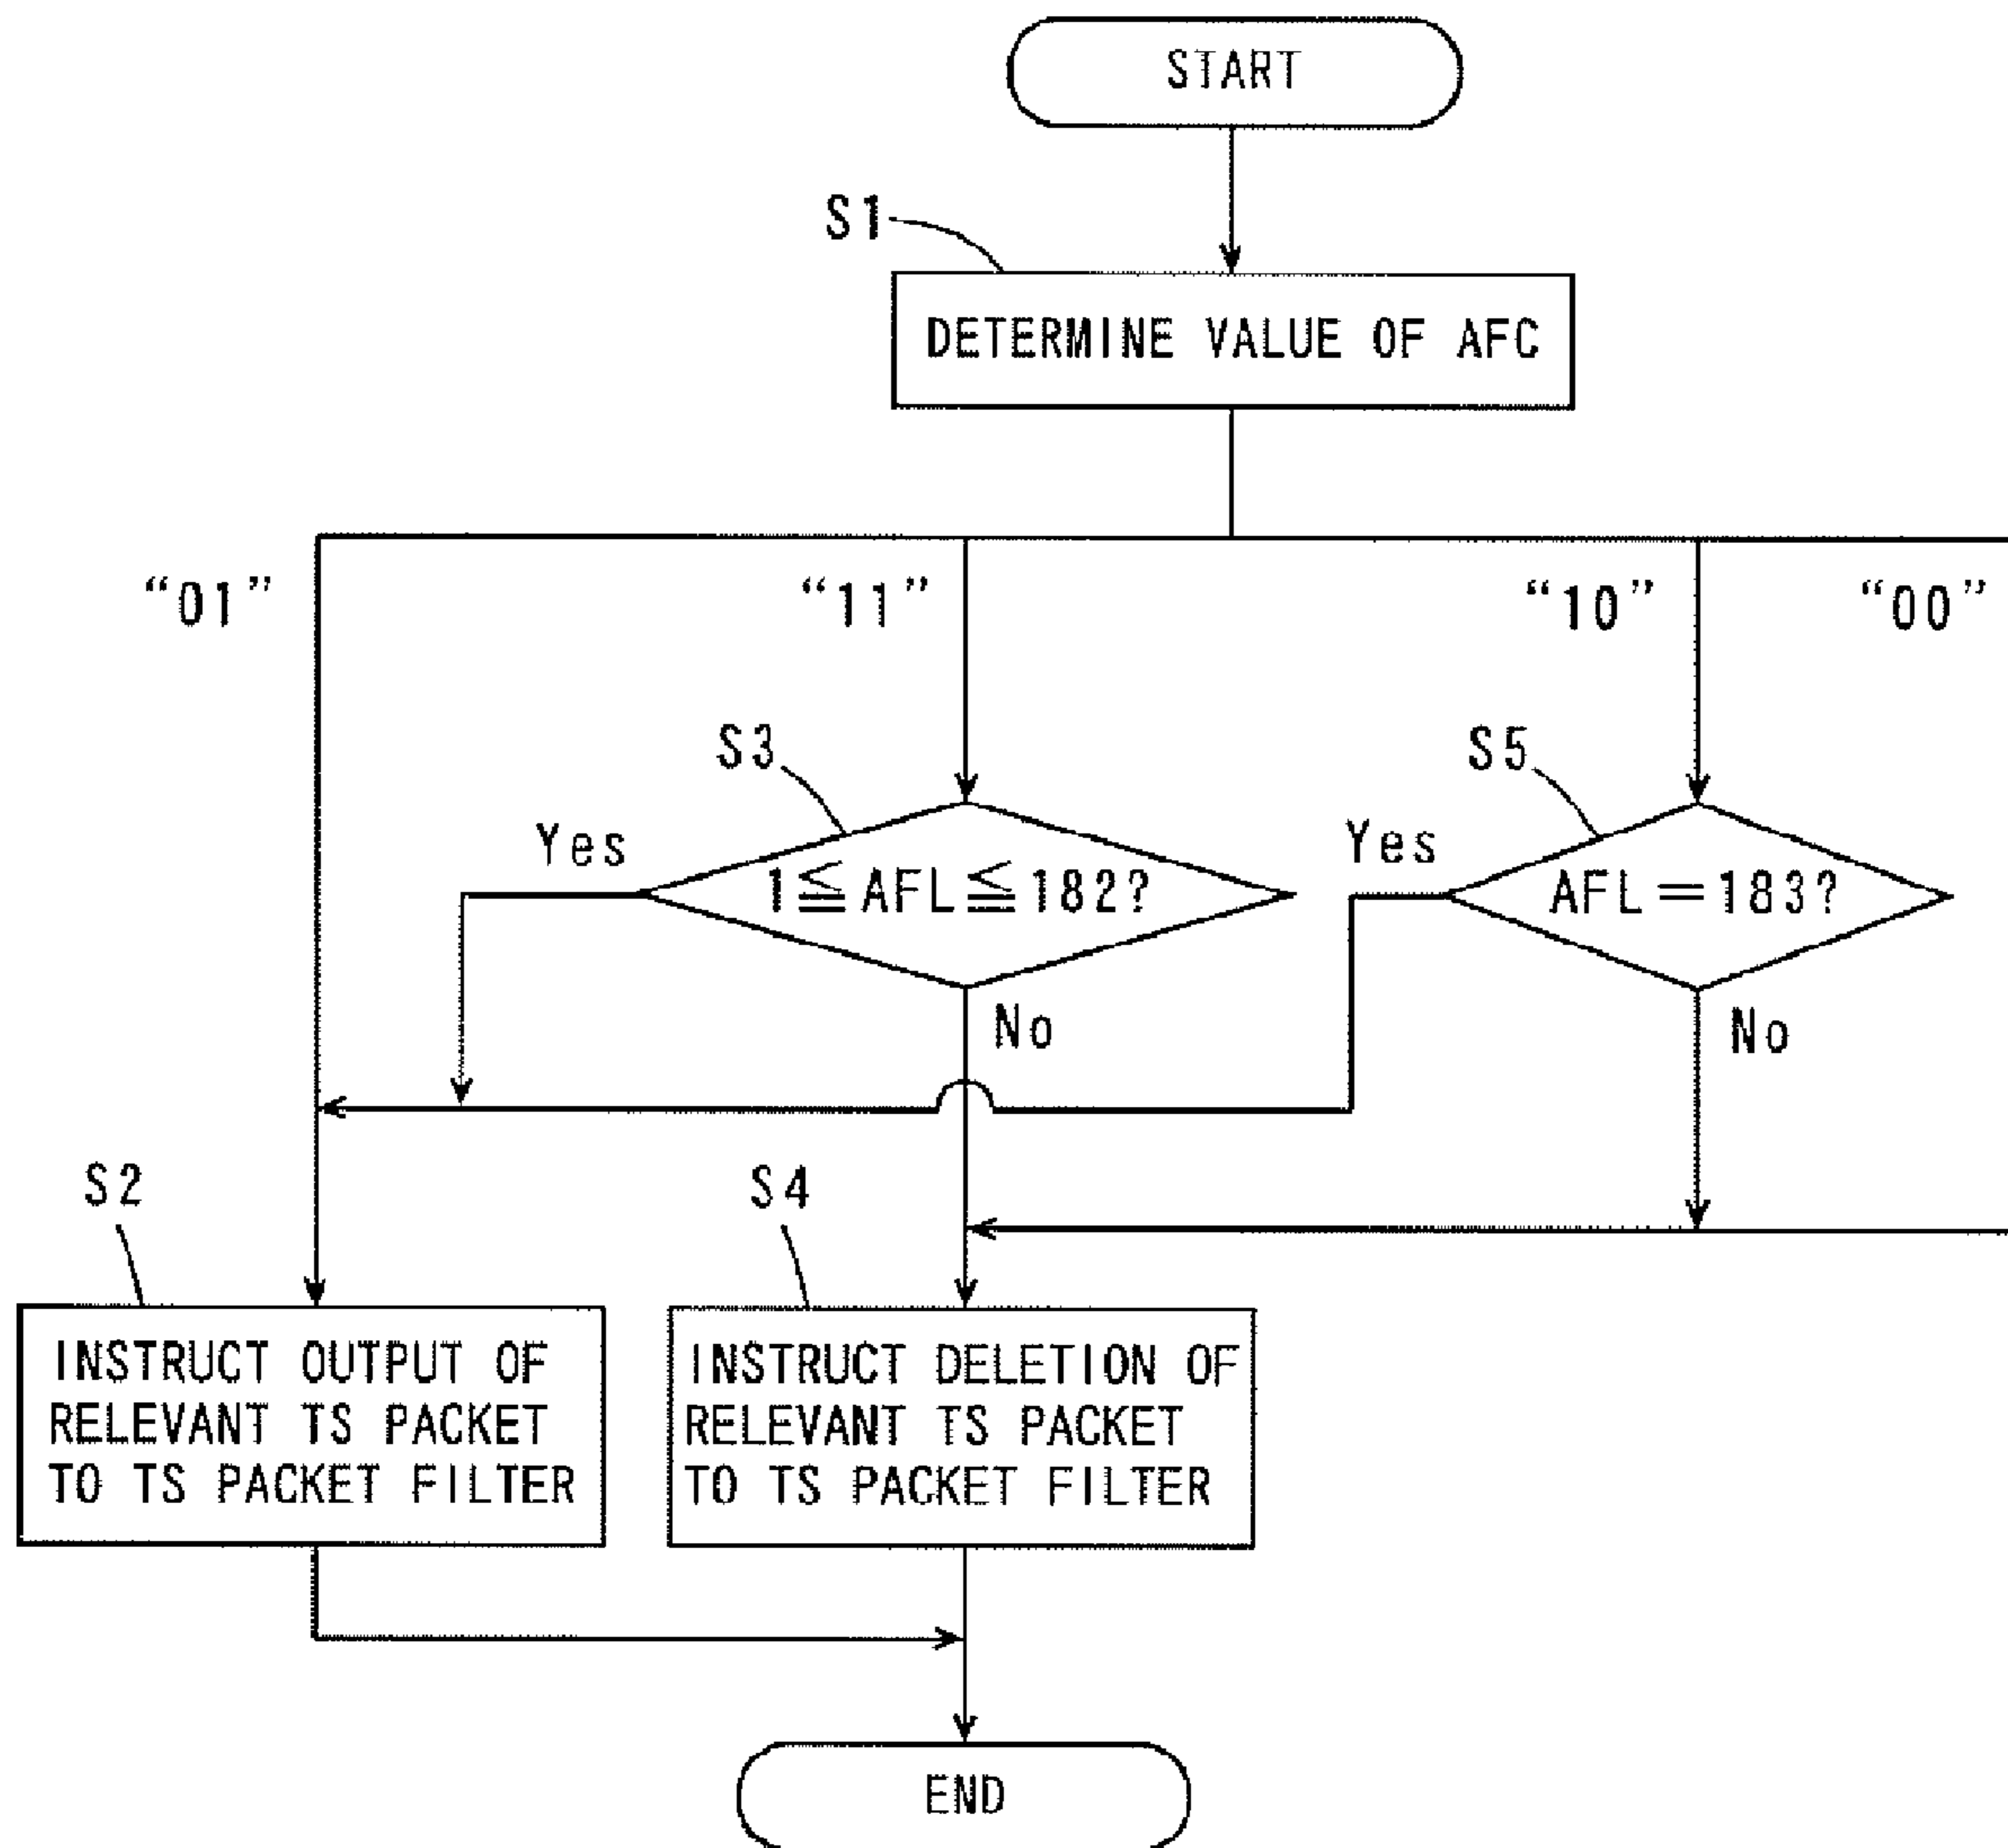 START
S1
DETERMINE VALUE OF AFC
“01”
“11”
“10”
“00”
S3
S5
Yes
1≦AFL≦182?
Yes
AFL=183?
No
No
S2
S4
INSTRUCT OUTPUT OF
RELEVANT TS PACKET
TO TS PACKET FILTER
INSTRUCT DELETION OF
RELEVANT TS PACKET
TO TS PACKET FILTER
END